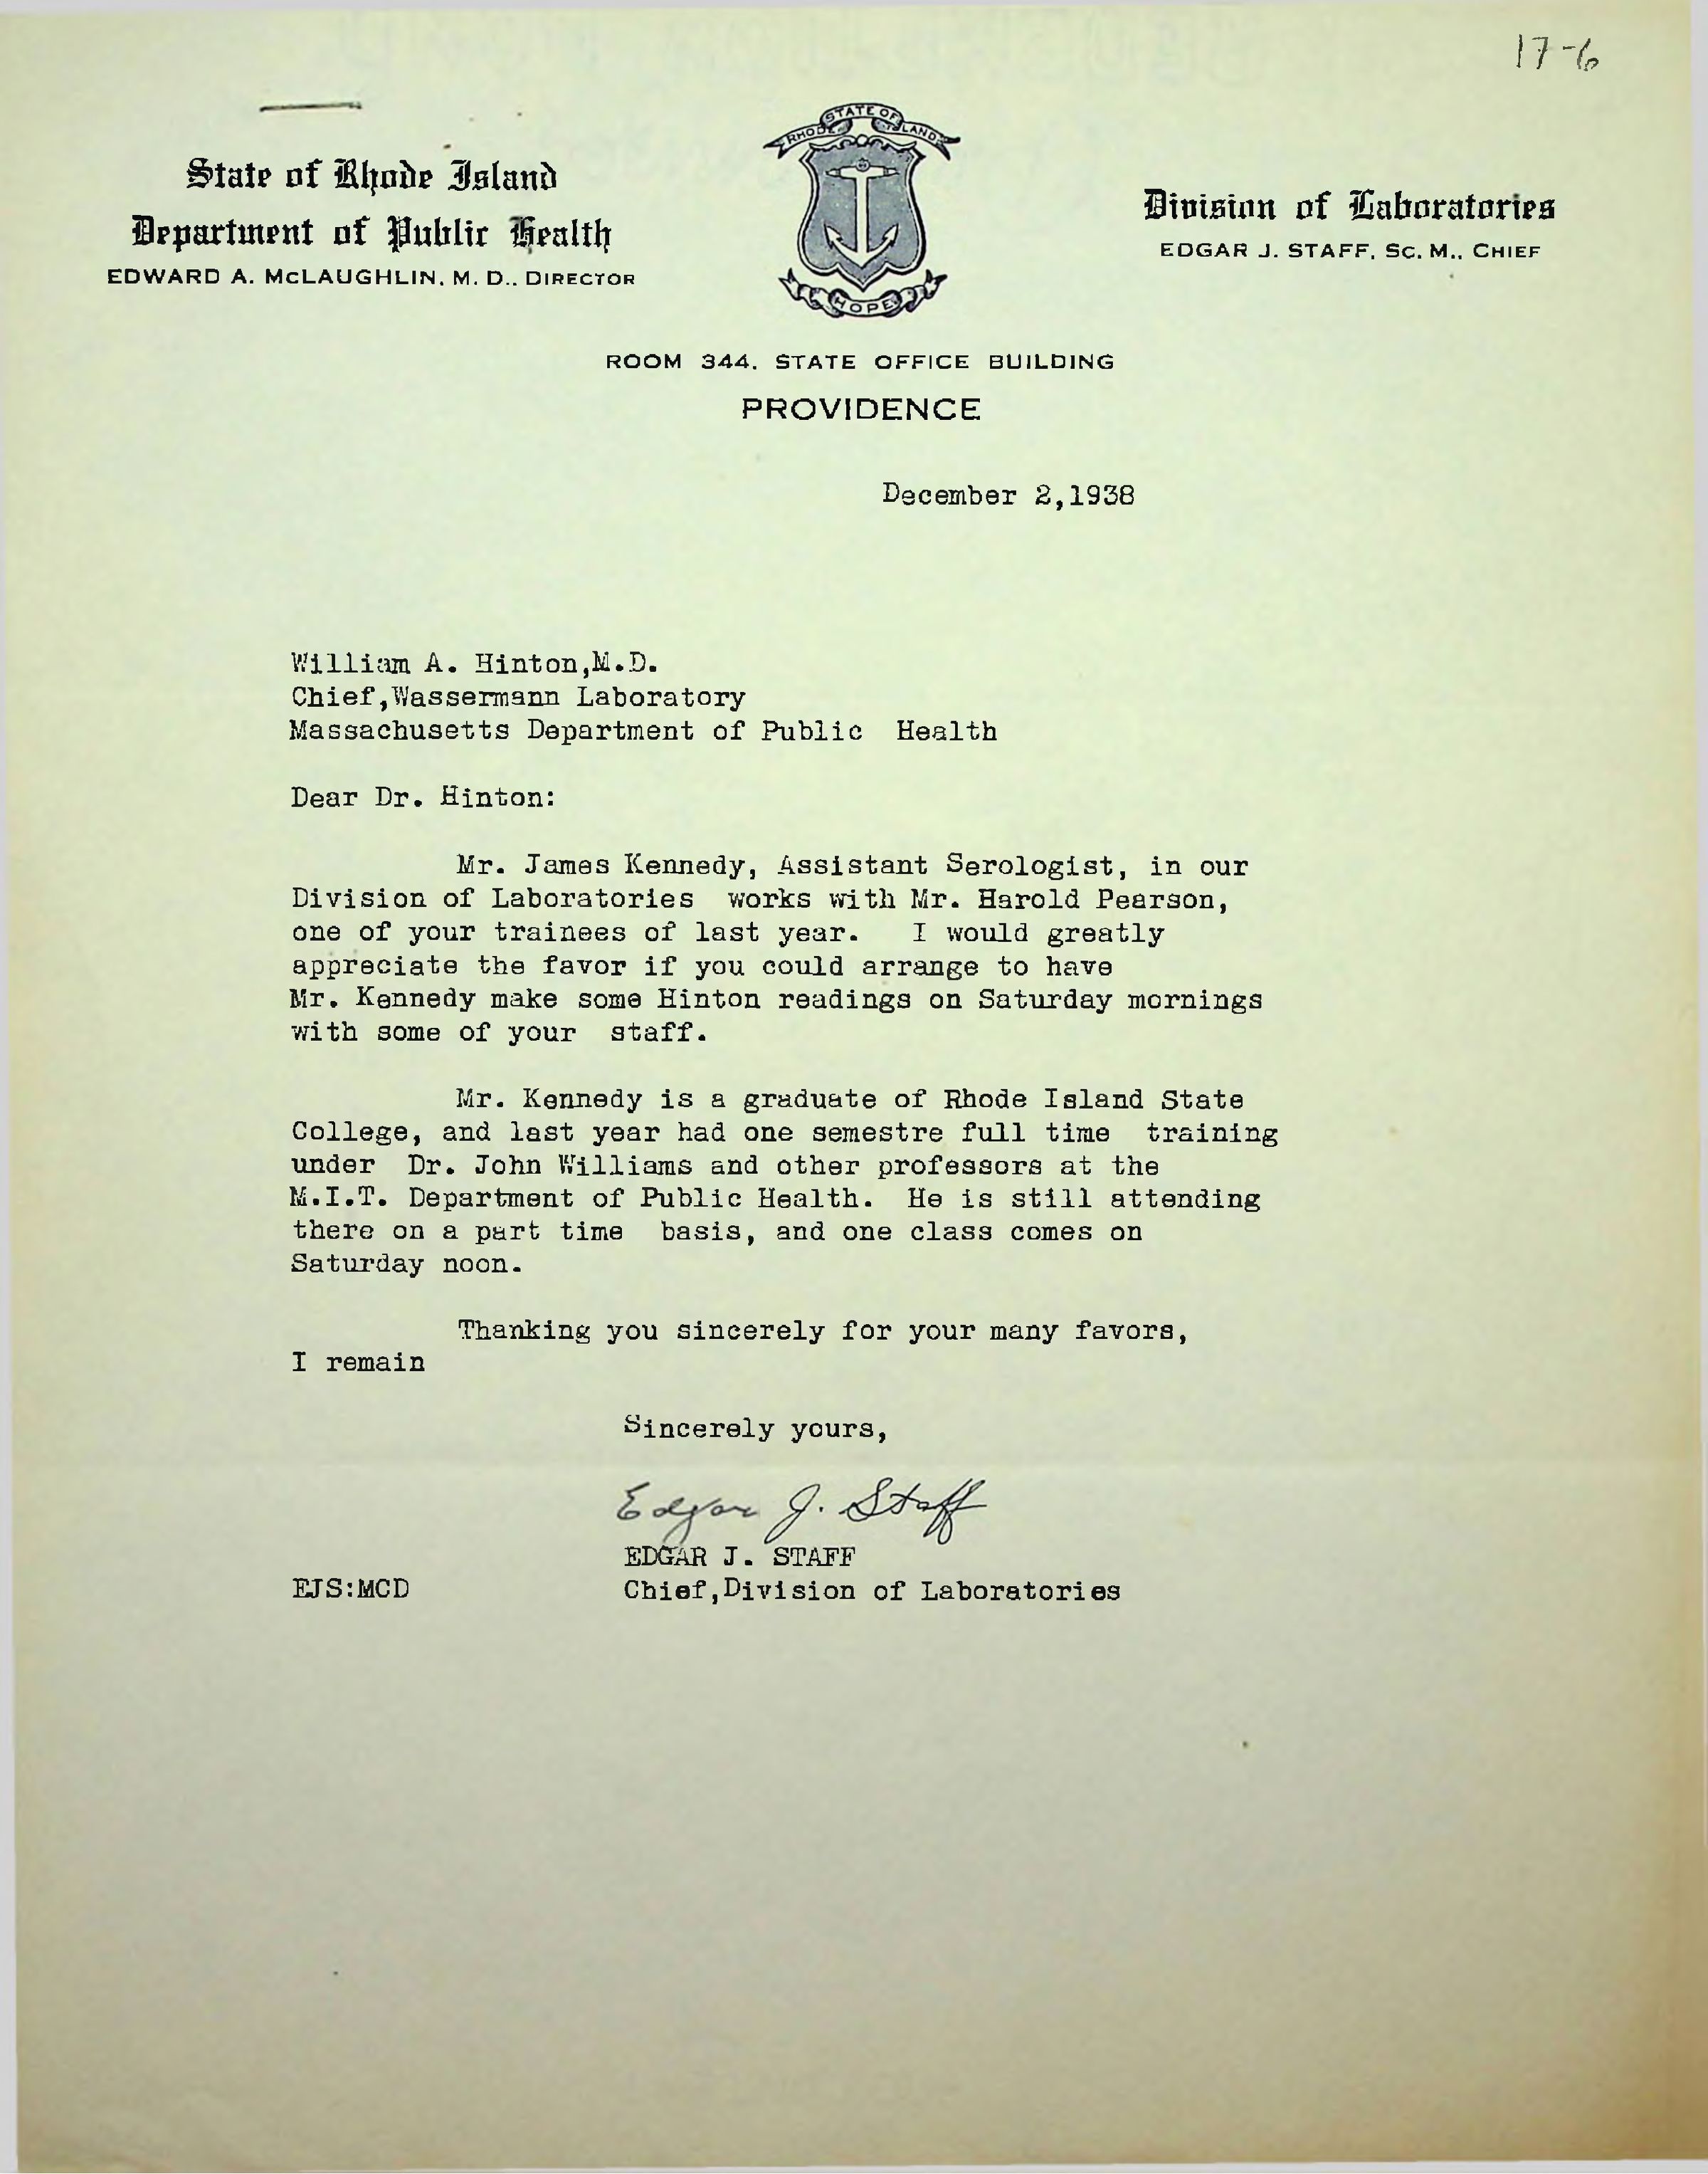 17-6
STATE OF
RHODE ISLAND
State of Rhode Island
Department of Public Health
EDWARD A. McLAUGHLIN, M. D., DIRECTOR
HOPE
Division of Laboratories
EDGAR J. STAFF, Sc. M., CHIEF
ROOM 344, STATE OFFICE BUILDING
PROVIDENCE
December 2,1938
William A. Hinton,M.D.
Chief,Wassermann Laboratory
Massachusetts Department of Public Health
Dear Dr. Hinton:
Mr. James Kennedy, Assistant Serologist, in our
Division of Laboratories works with Mr. Harold Pearson,
one of your trainees of last year. I would greatly
appreciate the favor if you could arrange to have
Mr. Kennedy make some Hinton readings on Saturday mornings
with some of your staff.
Mr. Kennedy is a graduate of Rhode Island State
College, and last year had one semestre full time training
under Dr. John Williams and other professors at the
M.I.T. Department of Public Health. He is still attending
there on a part time basis, and one class comes on
Saturday noon.
Thanking you sincerely for your many favors,
I remain
Sincerely yours,
Edgar J. Staff
EDGAR J. STAFF
EJS:MCD Chief,Division of Laboratories